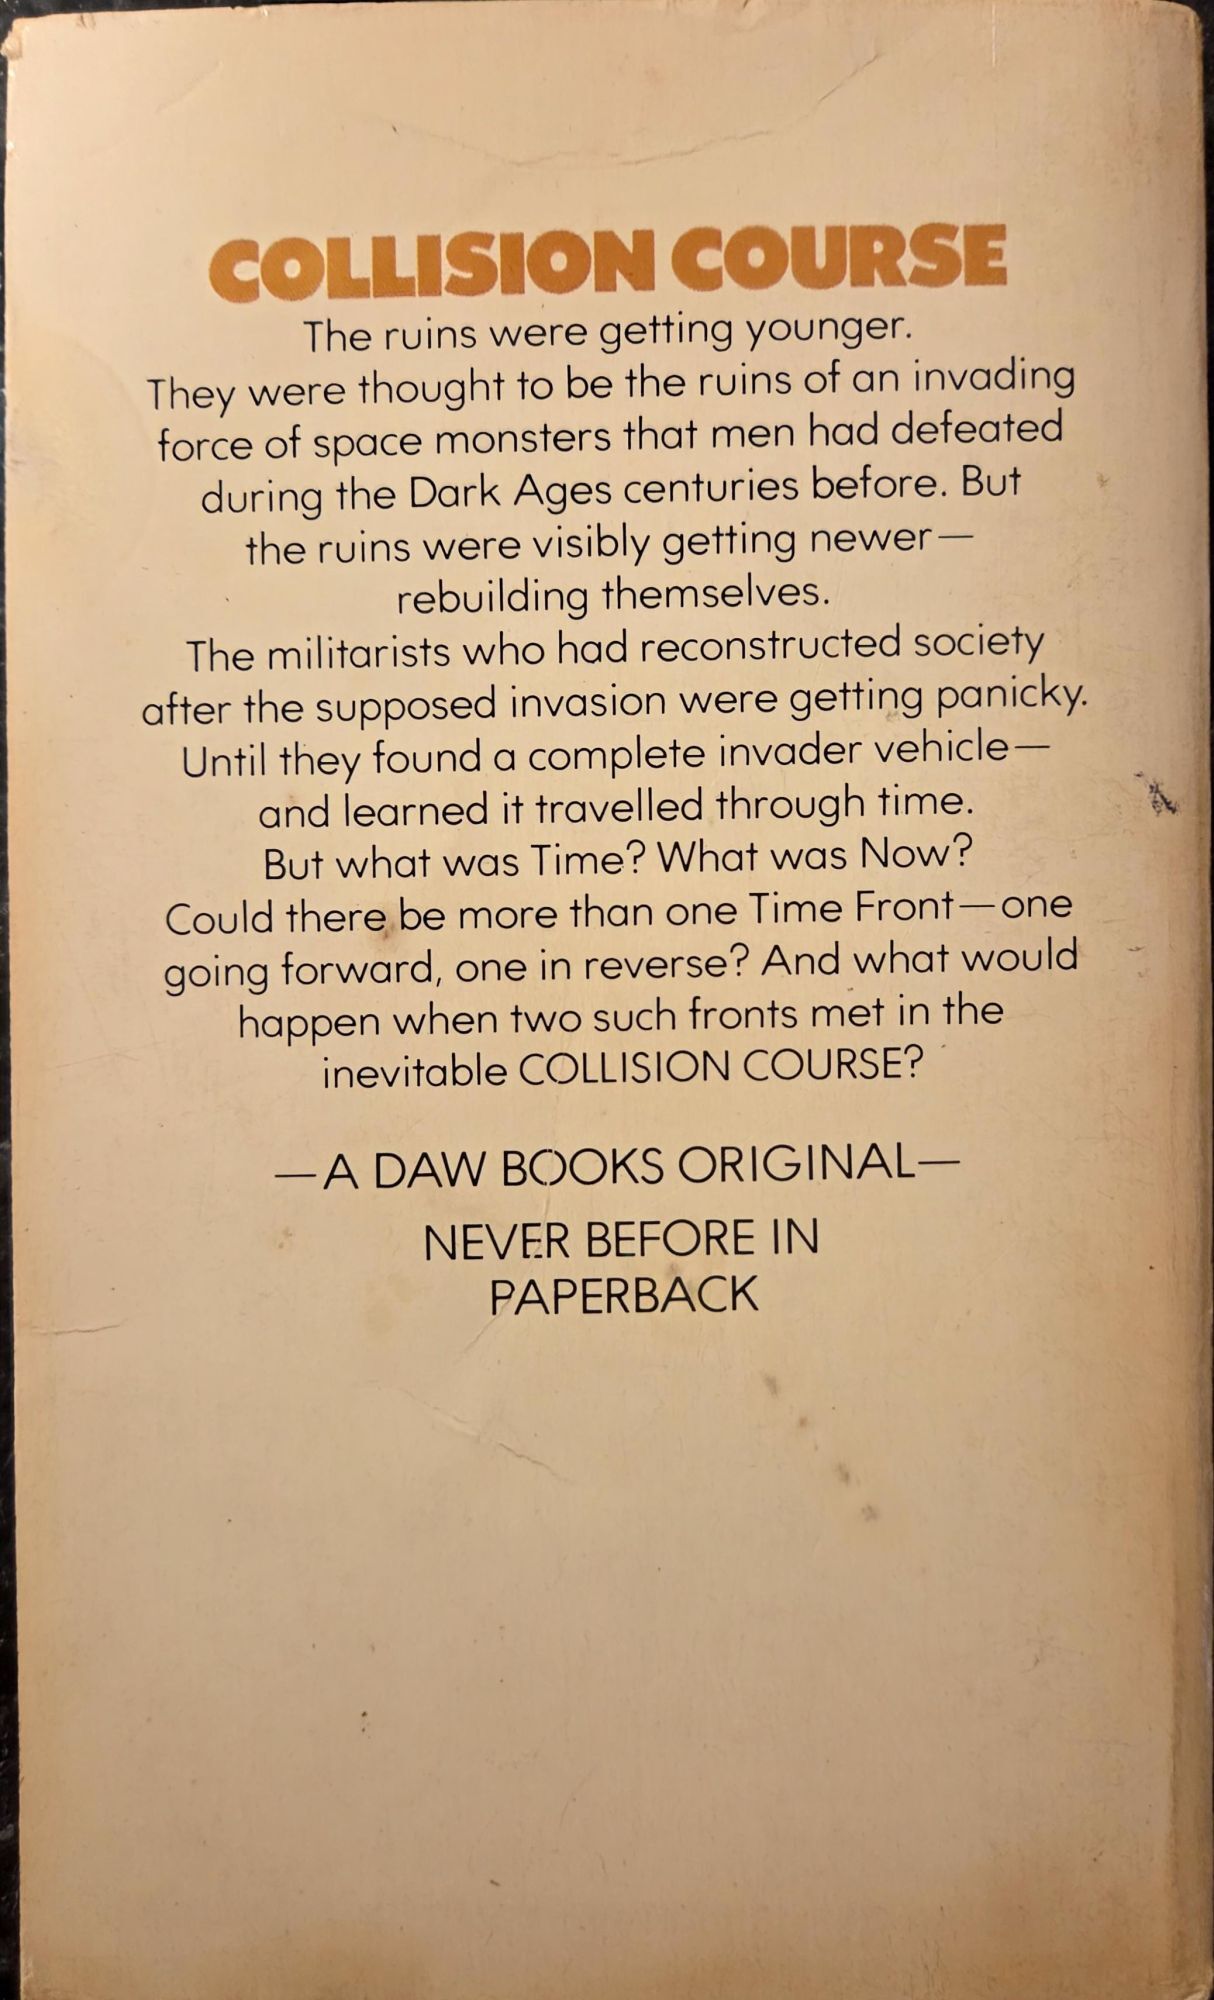 COLLISION COURSE
The ruins were getting younger.
They were thought to be the ruins of an invading
force of space monsters that men had defeated
during the Dark Ages centuries before. But
the ruins were visibly getting newer—
rebuilding themselves.
The militarists who had reconstructed society
after the supposed invasion were getting panicky.
Until they found a complete invader vehicle—
and learned it travelled through time.
But what was Time? What was Now?
Could there be more than one Time Front—one
going forward, one in reverse? And what would
happen when two such fronts met in the
inevitable COLLISION COURSE?
—A DAW BOOKS ORIGINAL—
NEVER BEFORE IN
PAPERBACK